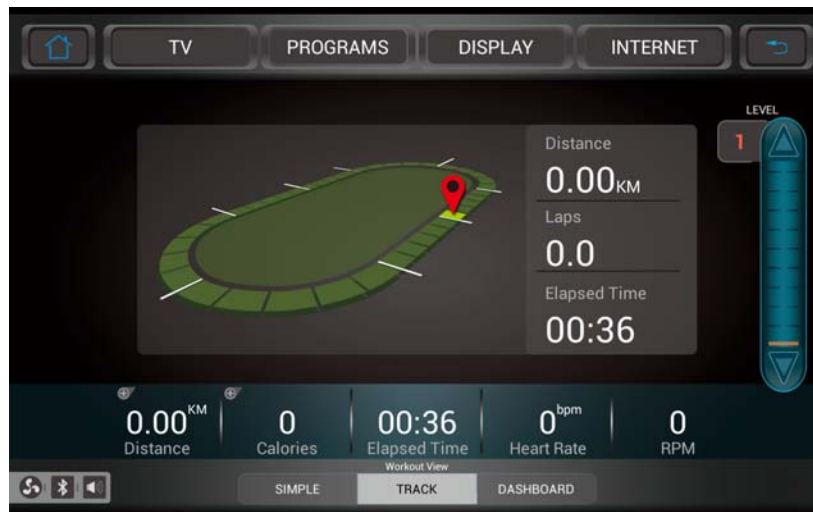 TV PROGRAMS DISPLAY INTERNET
LEVEL
1
Distance
0.00KM
Laps
0.0
Elapsed Time
00:36
0.00KM 0 00:36 0bpm 0
Distance Calories Elapsed Time Heart Rate RPM
Workout View
SIMPLE TRACK DASHBOARD